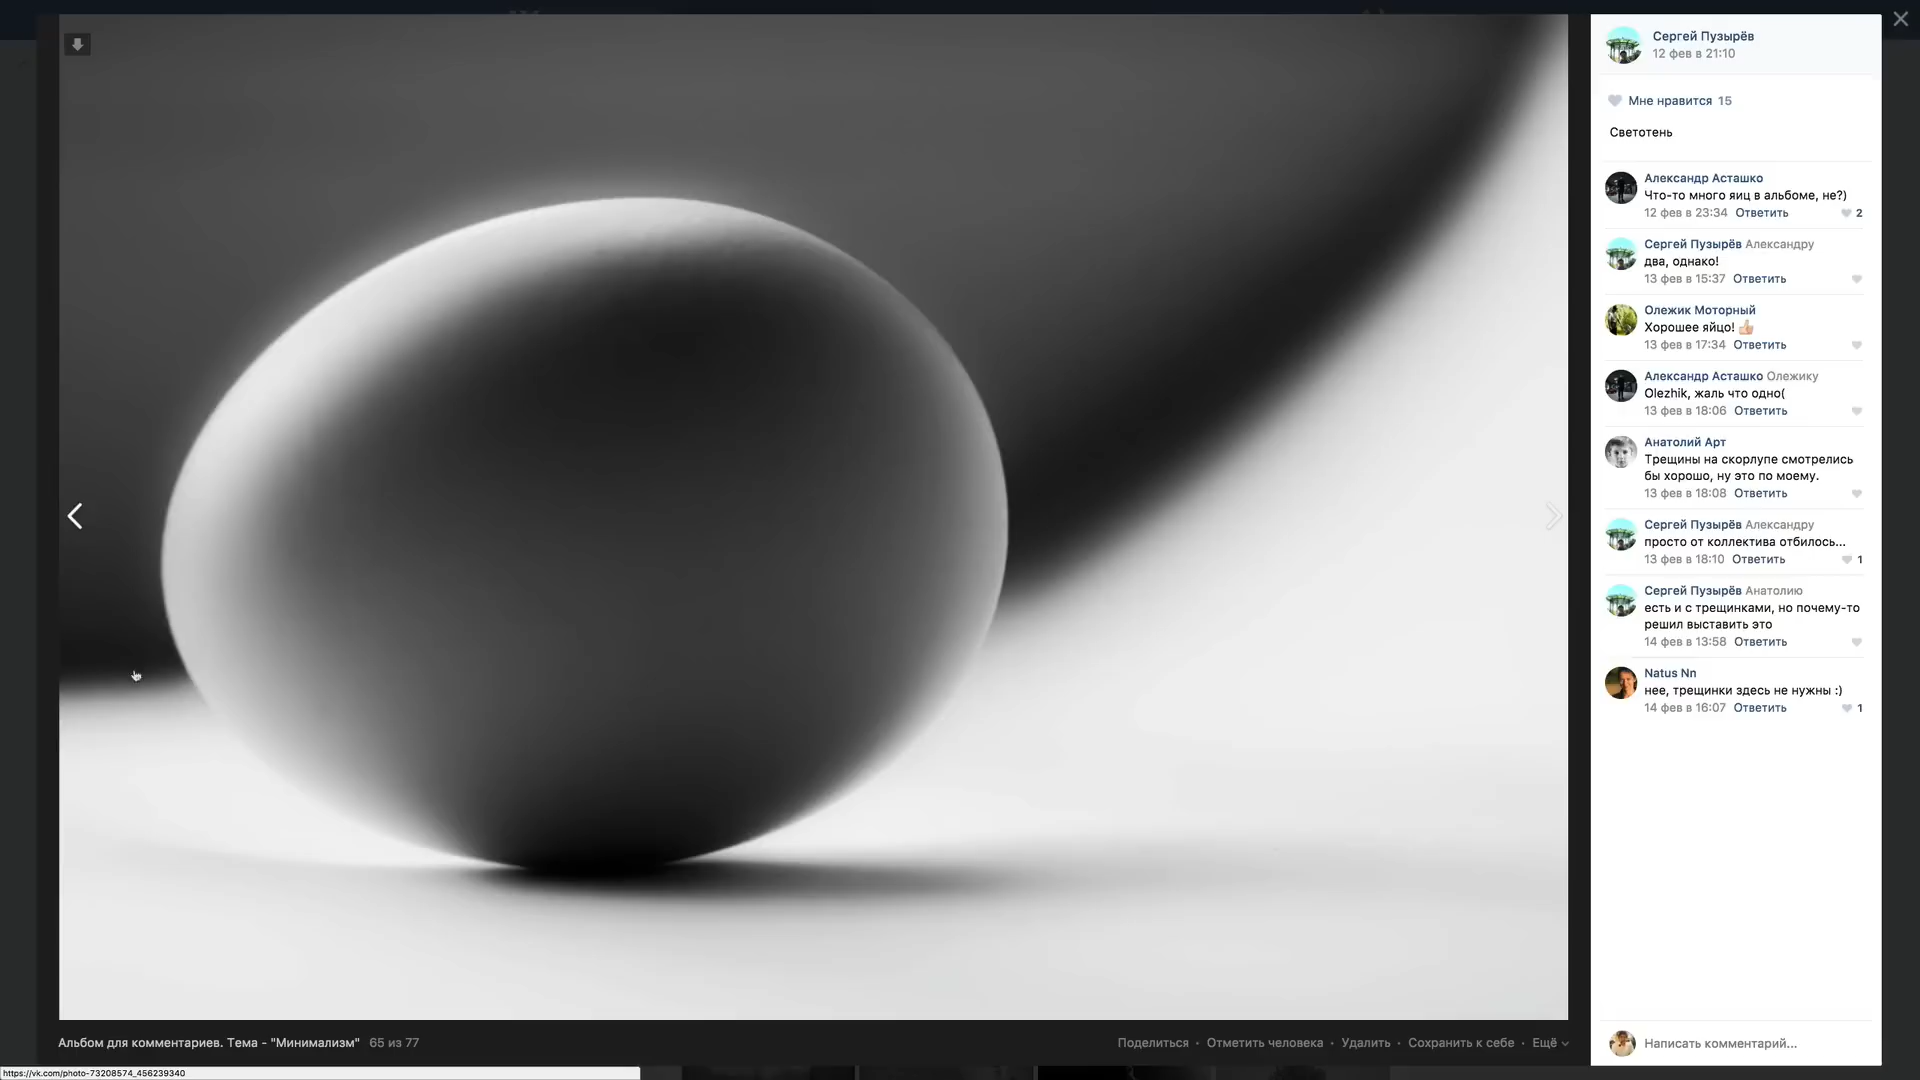 Сергей Пузырёв
12 фев в 21:10
Мне нравится 15
Светотень
Александр Асташко
Что-то много яиц в альбоме, не?)
12 фев в 23:34 Ответить 2
Сергей Пузырёв Александру
два, однако!
13 фев в 15:37 Ответить
Олежик Моторный
Хорошее яйцо! 👍
13 фев в 17:34 Ответить
Александр Асташко Олежику
Olezhik, жаль что одно(
13 фев в 18:06 Ответить
Анатолий Арт
Трещины на скорлупе смотрелись
бы хорошо, ну это по моему.
13 фев в 18:08 Ответить
Сергей Пузырёв Александру
просто от коллектива отбилось...
13 фев в 18:10 Ответить 1
Сергей Пузырёв Анатолию
есть и с трещинками, но почему-то
решил выставить это
14 фев в 13:58 Ответить
Natus Nn
нее, трещинки здесь не нужны :)
14 фев в 16:07 Ответить 1
Написать комментарий...
Альбом для комментариев. Тема - "Минимализм" 65 из 77
Поделиться · Отметить человека · Удалить · Сохранить к себе · Ещё
https://vk.com/photo-73208574_456239340